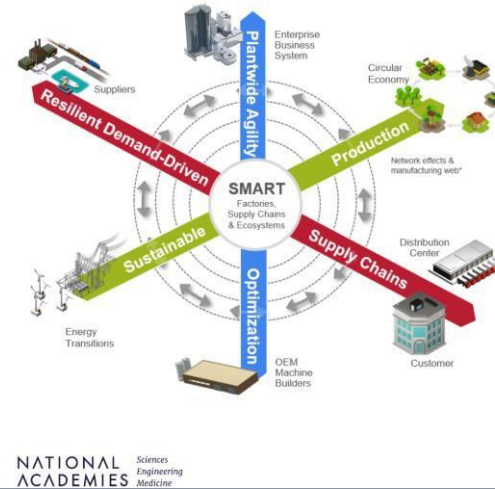 Enterprise
Business
System
Plantwide Agility
Circular
Economy
Suppliers
Resilient Demand-Driven
Production
Network effects &
manufacturing web*
SMART
Factories,
Supply Chains
& Ecosystems
Sustainable
Supply Chains
Distribution
Center
Optimization
Energy
Transitions
OEM
Machine
Builders
Customer
NATIONAL
ACADEMIES
Sciences
Engineering
Medicine